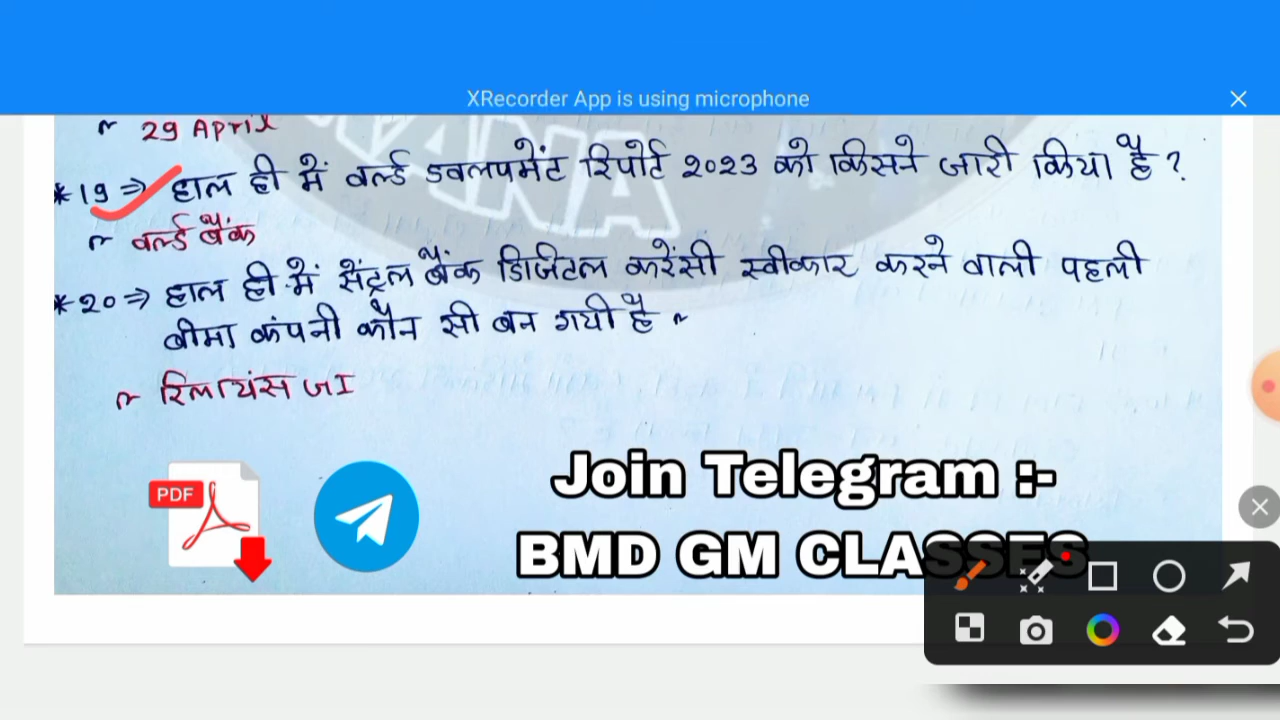 XRecorder App is using microphone
~ 29 April
*19⇒ हाल ही में वर्ल्ड डवलपमेंट रिपोर्ट 2023 को किसने जारी किया है?
~ वर्ल्ड बैंक
*20⇒ हाल ही में सेंट्रल बैंक डिजिटल करेंसी स्वीकार करने वाली पहली
बीमा कंपनी कौन सी बन गयी है ~
~ रिलायंस जI
PDF
Join Telegram :-
BMD GM CLASSES